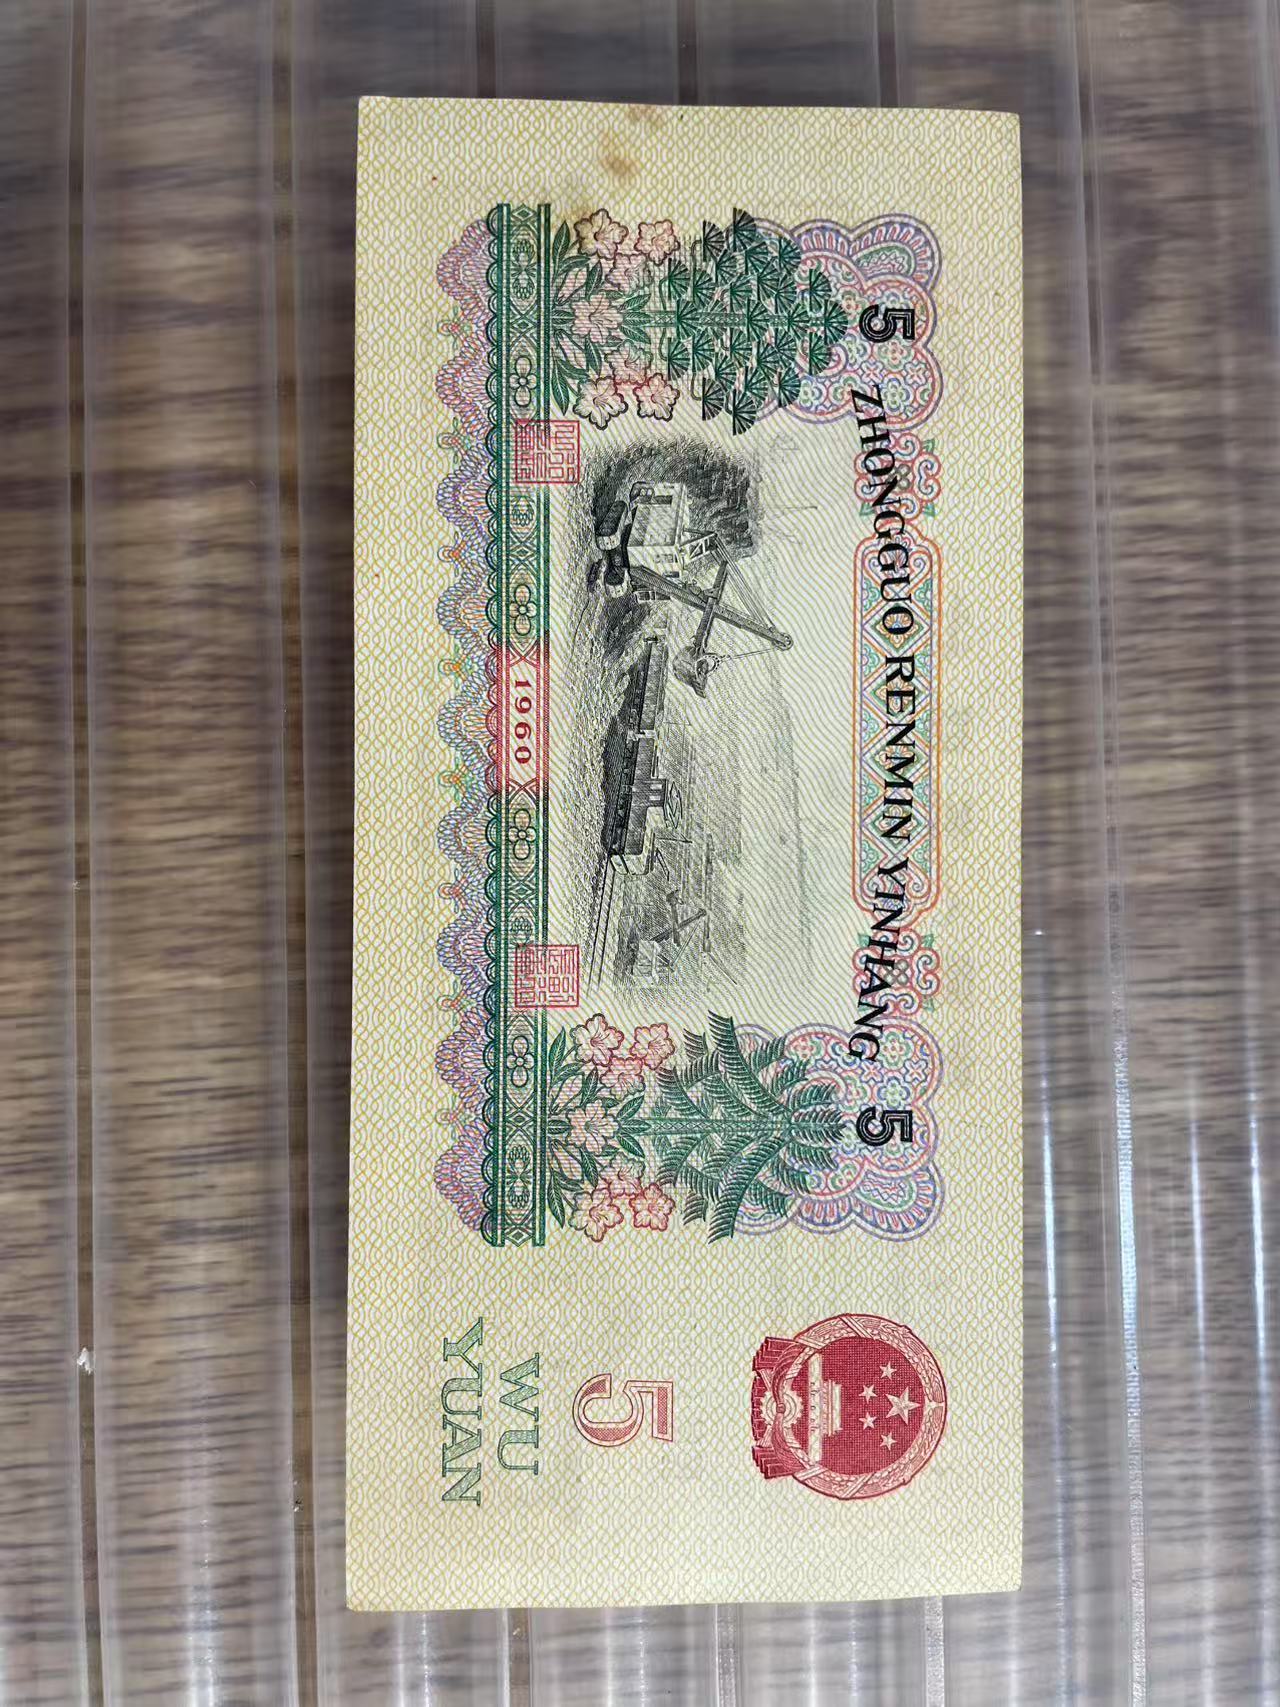 5 ZHONGGUO RENMIN YINHANG 5
1960
5
WU
YUAN